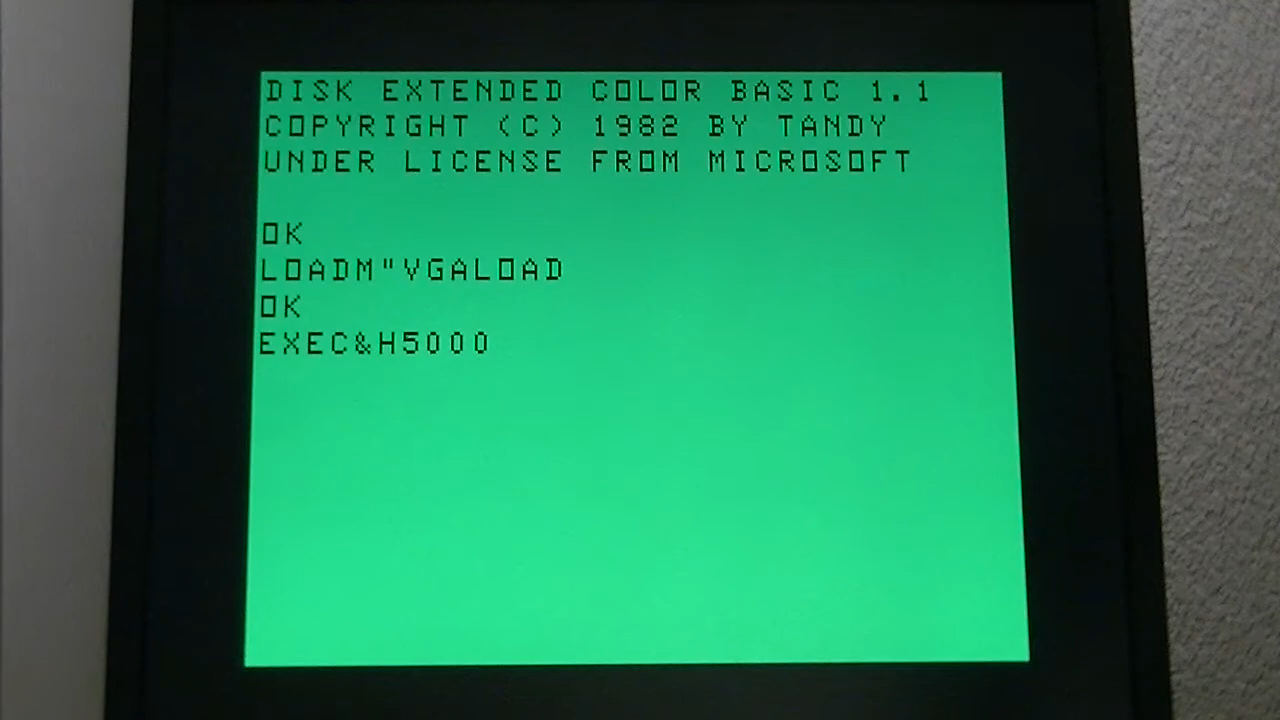 DISK EXTENDED COLOR BASIC 1.1
COPYRIGHT (C) 1982 BY TANDY
UNDER LICENSE FROM MICROSOFT
OK
LOADM"VGALOAD
OK
EXEC&H5000